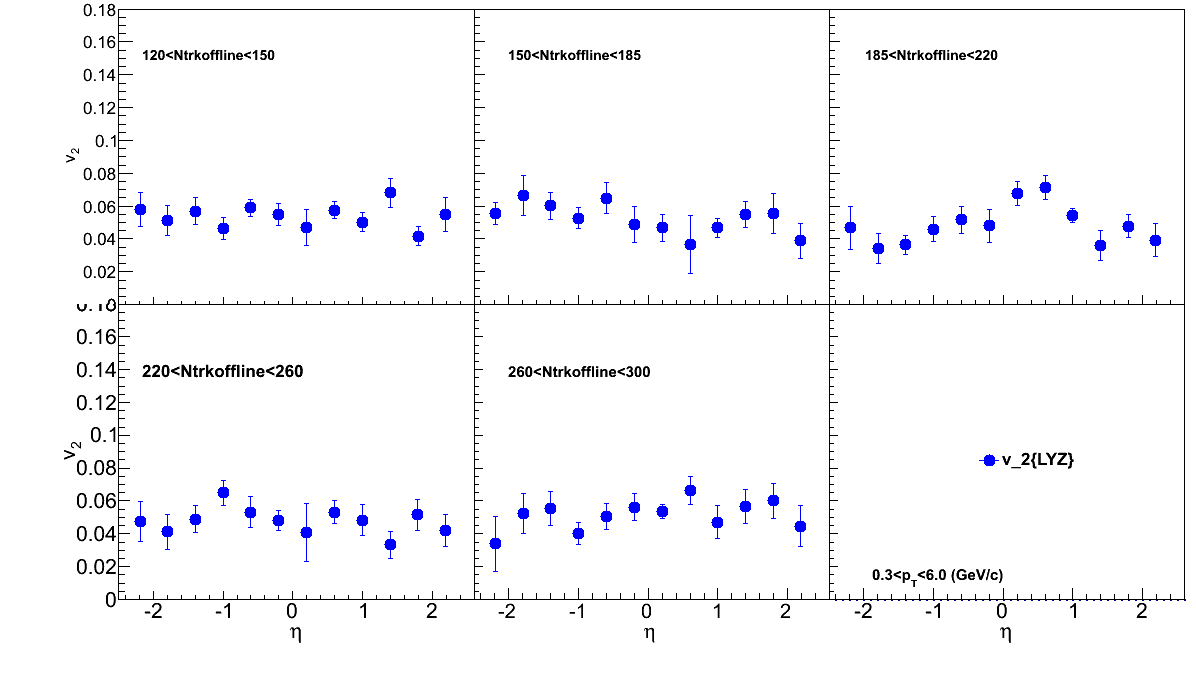 0.18
0.16
0.14
0.12
0.1
0.08
0.06
0.04
0.02
v2
120<Ntrkoffline<150
150<Ntrkoffline<185
185<Ntrkoffline<220
0.16
0.14
0.12
0.1
0.08
0.06
0.04
0.02
0
v2
220<Ntrkoffline<260
260<Ntrkoffline<300
v_2{LYZ}
0.3<pT<6.0 (GeV/c)
-2 -1 0 1 2
-2 -1 0 1 2
-2 -1 0 1 2
η
η
η